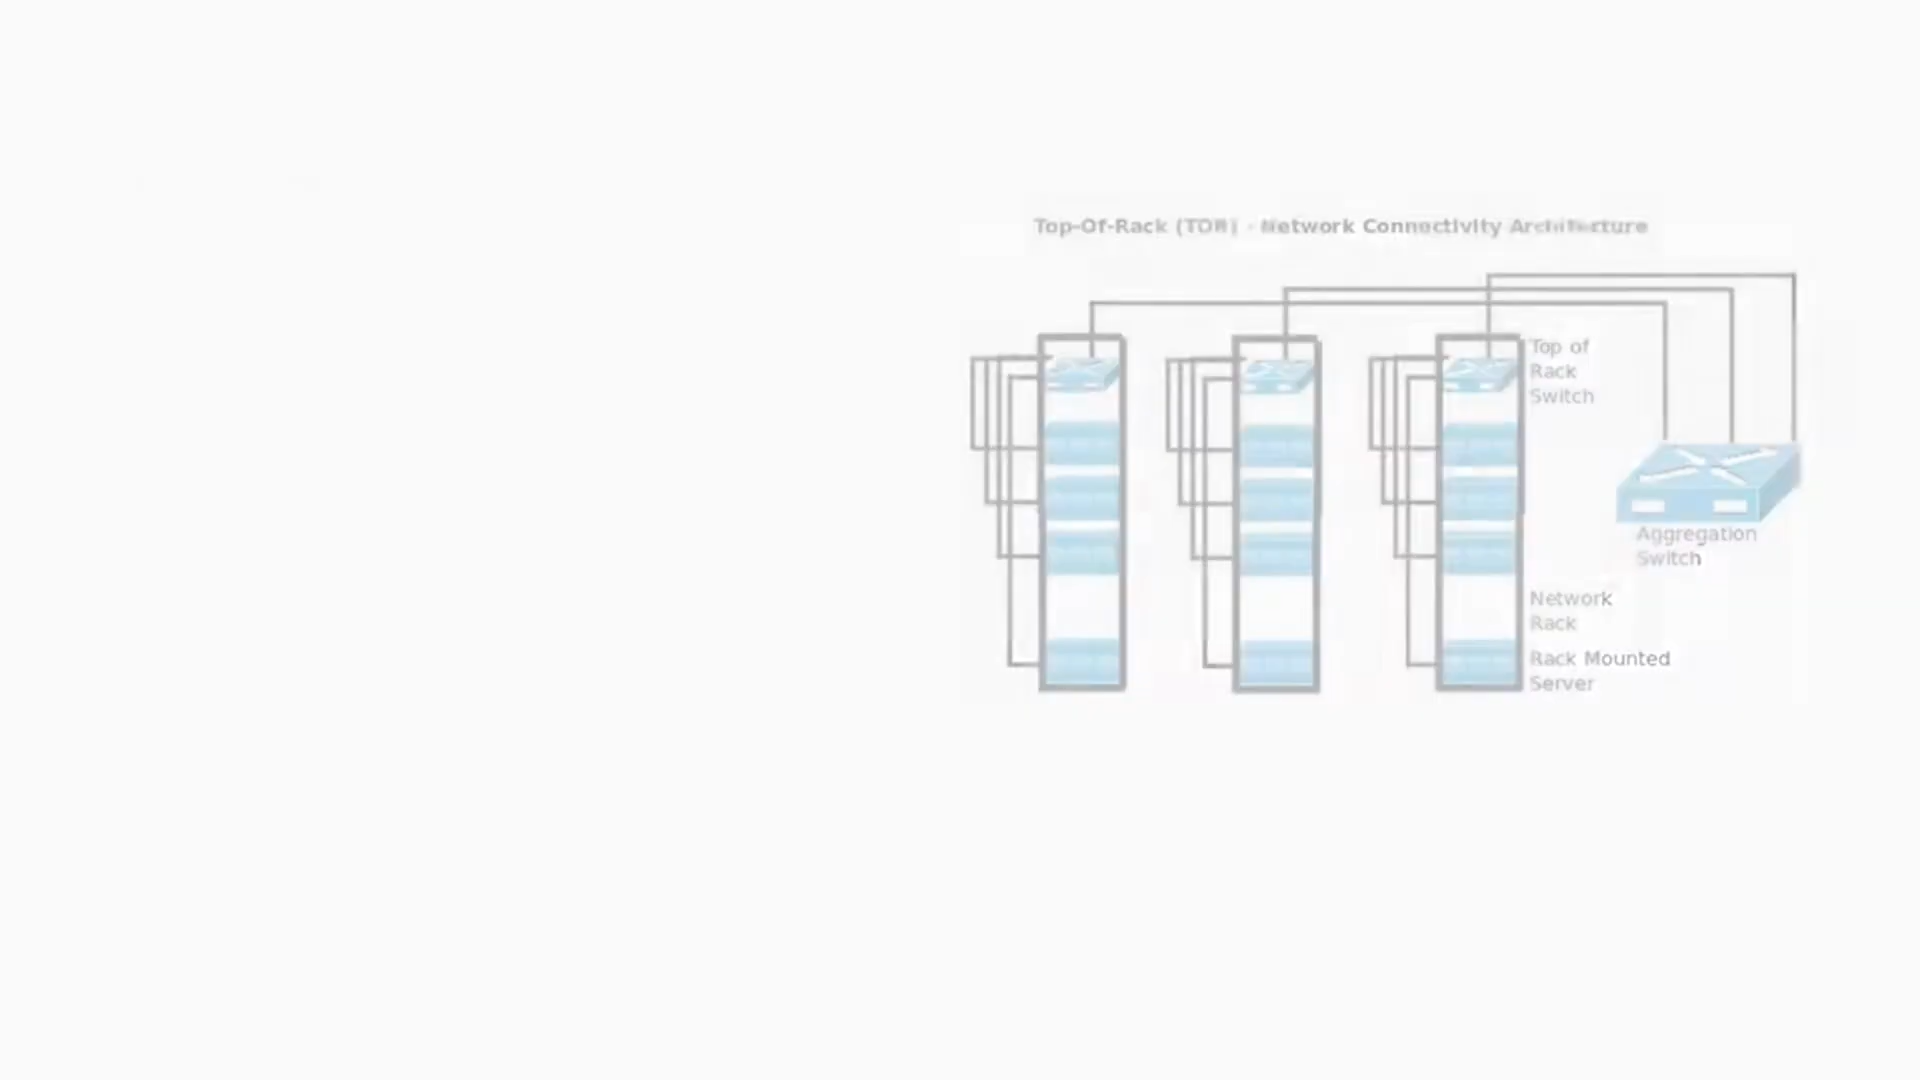 Top-Of-Rack (TOR) - Network Connectivity Architecture
Top of
Rack
Switch
Aggregation
Switch
Network
Rack
Rack Mounted
Server